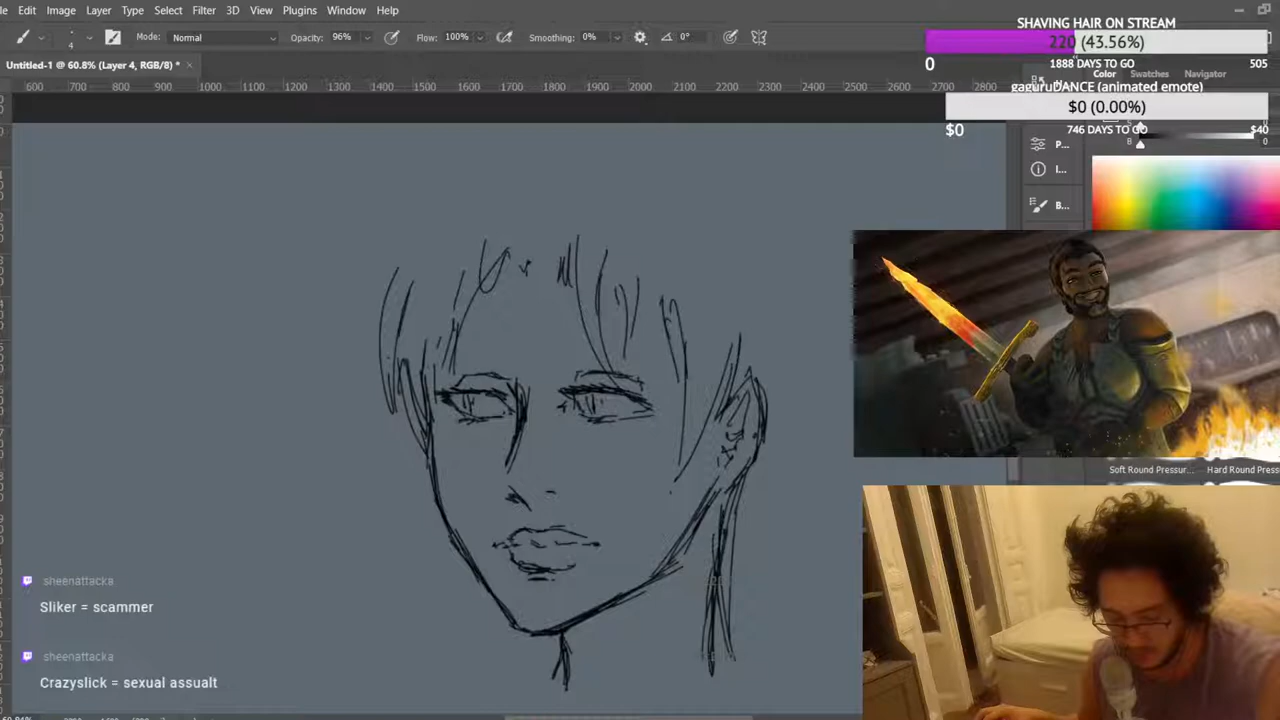 Edit Image Layer Type Select Filter 3D View Plugins Window Help
SHAVING HAIR ON STREAM
4 Mode: Normal Opacity: 96% Flow: 100% Smoothing: 0% 0°
220 (43.56%)
0 1888 DAYS TO GO 505
Untitled-1 @ 60.8% (Layer 4, RGB/8) *
Color Swatches Navigator
600 700 800 900 1000 1100 1200 1300 1400 1500 1600 1700 1800 1900 2000 2100 2200 2300 2400 2500 2600 2700 2800
gaguruDANCE (animated emote)
$0 (0.00%)
$0 746 DAYS TO GO $40
B 0
P...
I...
B...
Soft Round Pressur... Hard Round Press
sheenattacka
Sliker = scammer
sheenattacka
Crazyslick = sexual assualt